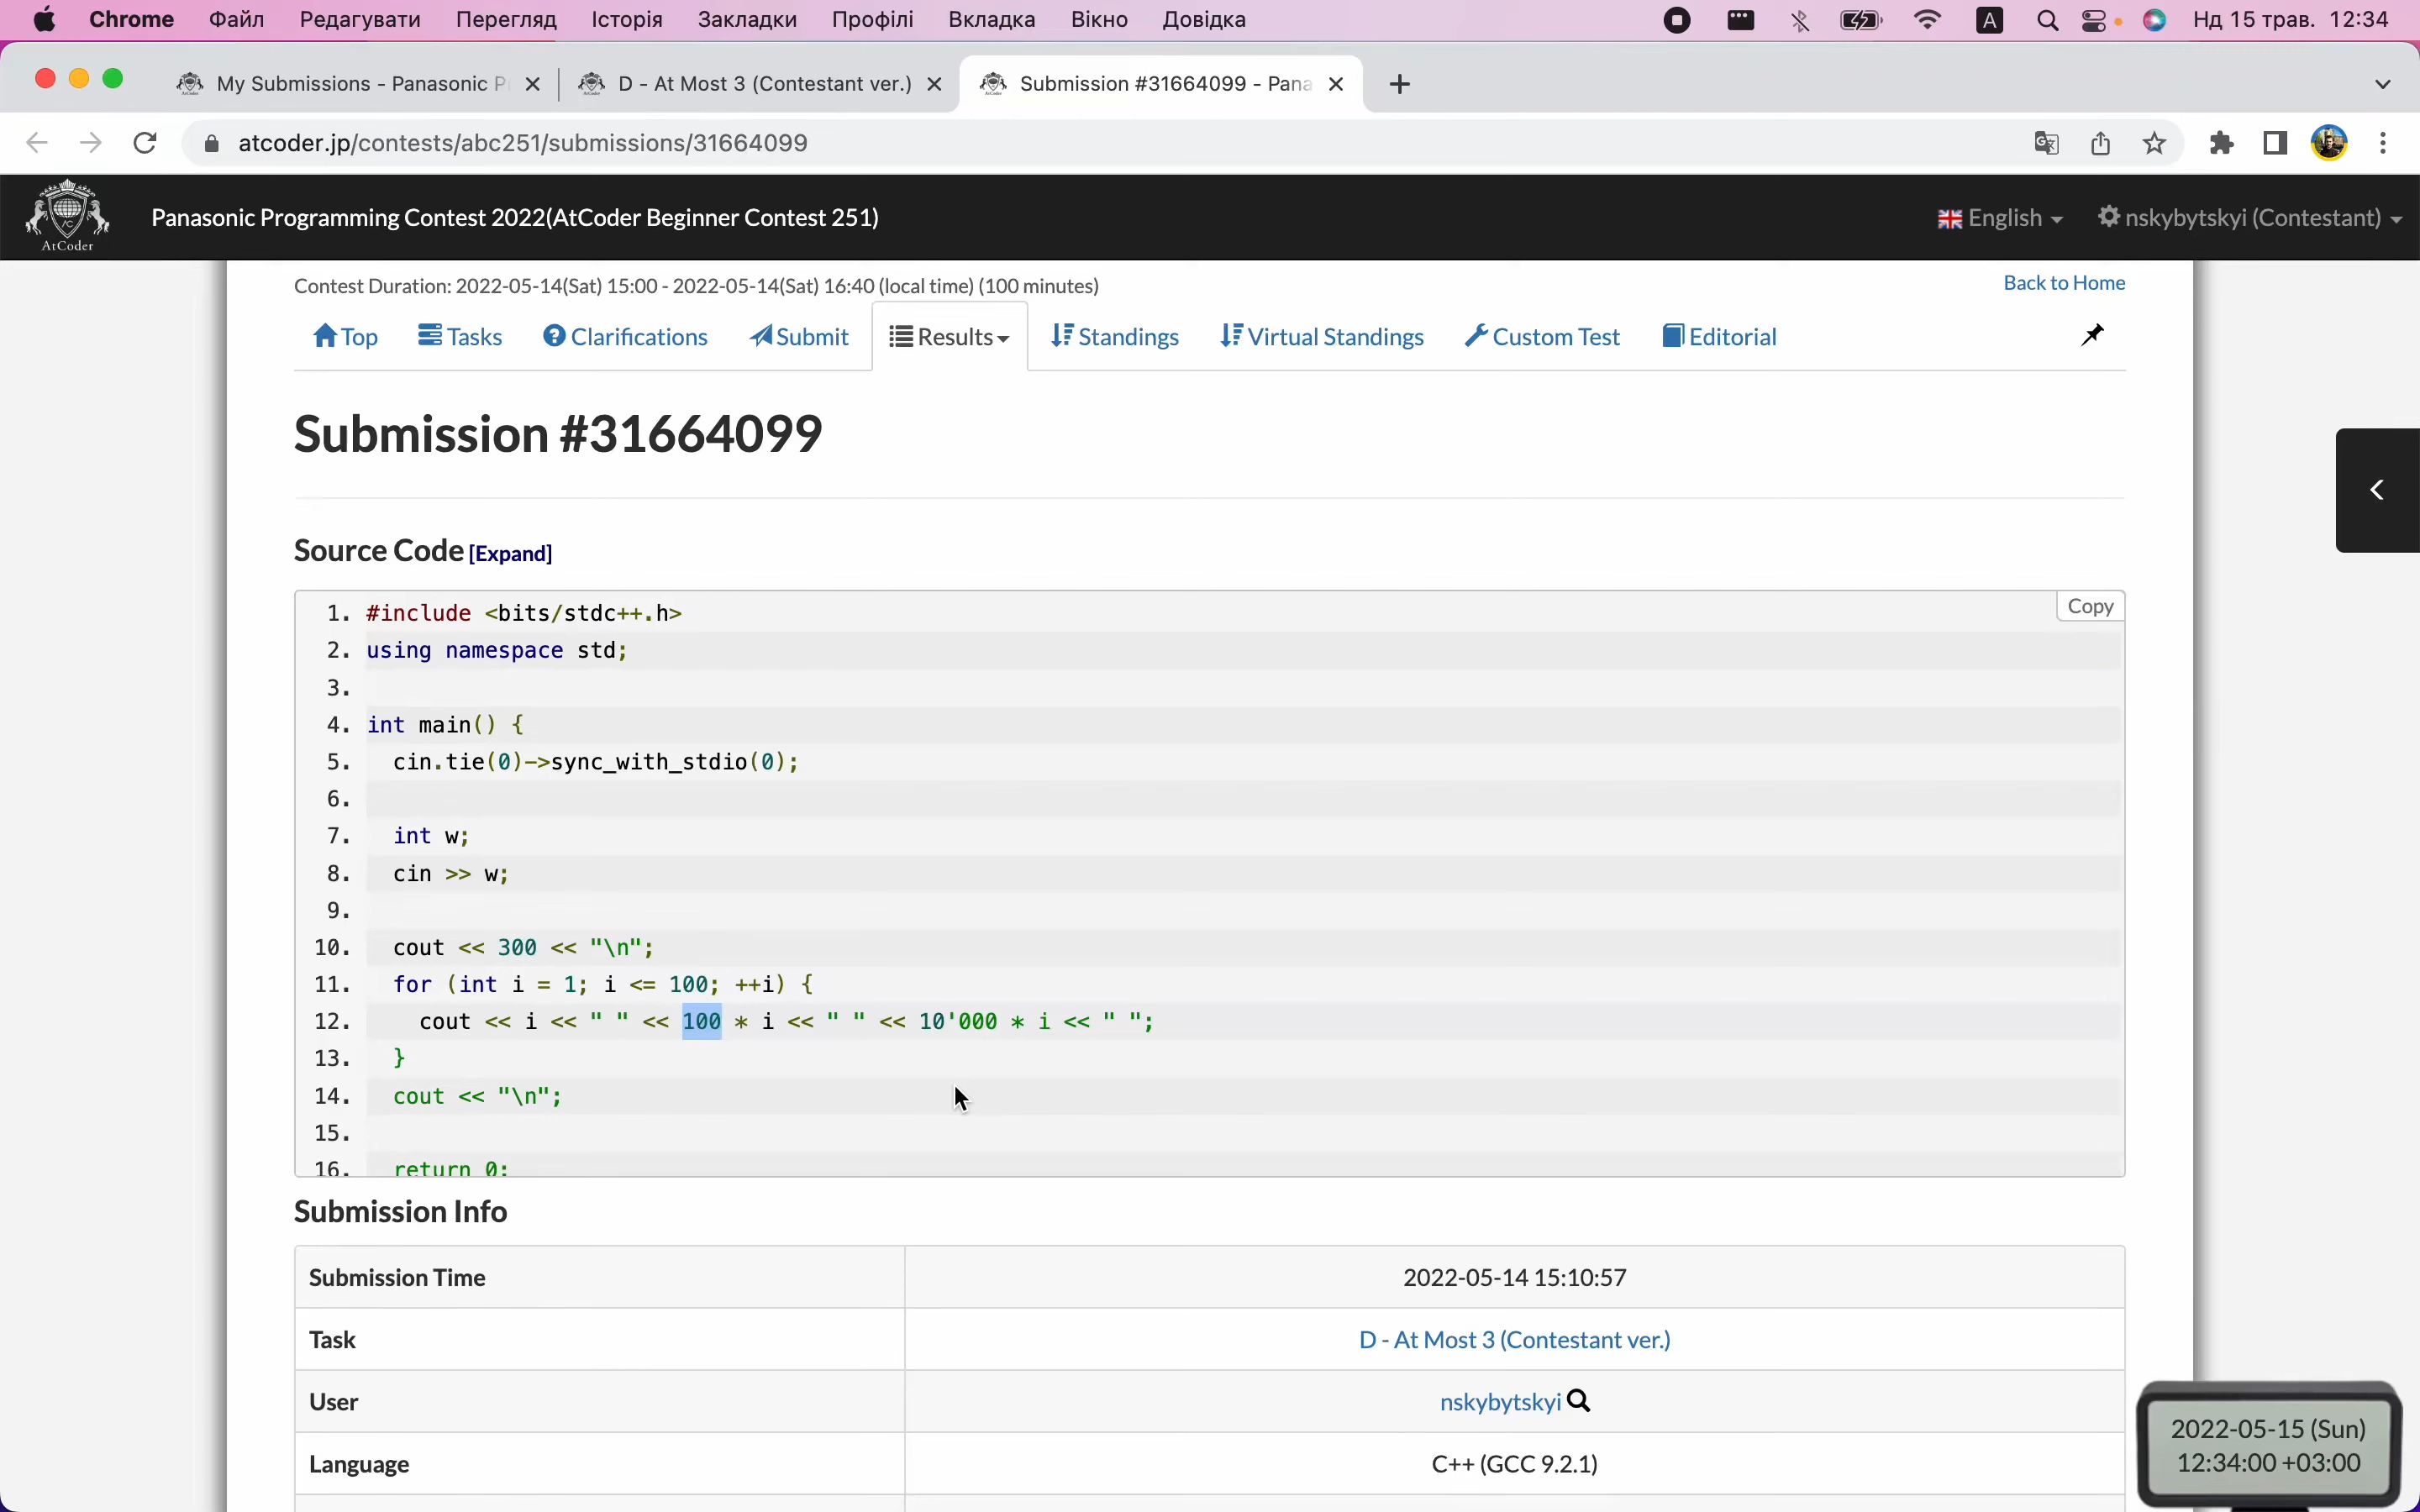 Chrome Файл Редагувати Перегляд Історія Закладки Профілі Вкладка Вікно Довідка A Нд 15 трав. 12:34
My Submissions - Panasonic P D - At Most 3 (Contestant ver.) Submission #31664099 - Pana
atcoder.jp/contests/abc251/submissions/31664099
AtCoder Panasonic Programming Contest 2022(AtCoder Beginner Contest 251) English nskybytskyi (Contestant)
Contest Duration: 2022-05-14(Sat) 15:00 - 2022-05-14(Sat) 16:40 (local time) (100 minutes) Back to Home
Top Tasks Clarifications Submit Results Standings Virtual Standings Custom Test Editorial
Submission #31664099
Source Code [Expand]
Copy
1. #include <bits/stdc++.h>
2. using namespace std;
3.
4. int main() {
5.   cin.tie(0)->sync_with_stdio(0);
6.
7.   int w;
8.   cin >> w;
9.
10.   cout << 300 << "\n";
11.   for (int i = 1; i <= 100; ++i) {
12.     cout << i << " " << 100 * i << " " << 10'000 * i << " ";
13.   }
14.   cout << "\n";
15.
16.   return 0;
Submission Info
Submission Time 2022-05-14 15:10:57
Task D - At Most 3 (Contestant ver.)
User nskybytskyi
Language C++ (GCC 9.2.1)
2022-05-15 (Sun)
12:34:00 +03:00